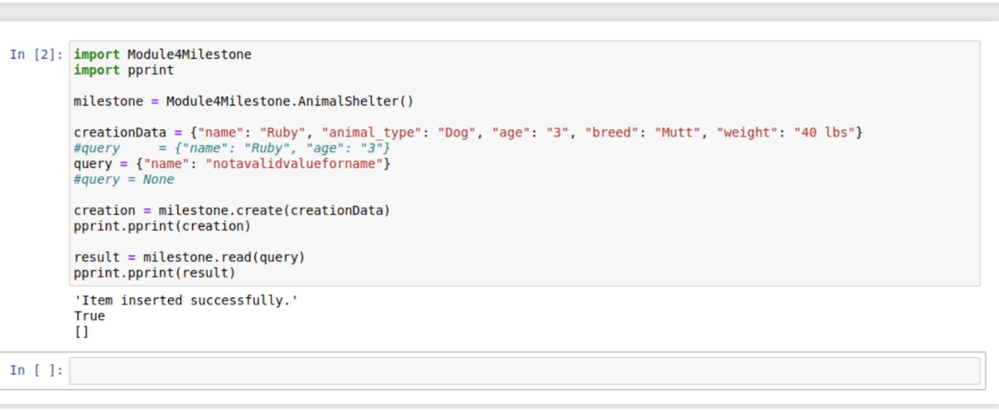 In [2]:
import Module4Milestone
import pprint
milestone = Module4Milestone.AnimalShelter()
creationData = {"name": "Ruby", "animal_type": "Dog", "age": "3", "breed": "Mutt", "weight": "40 lbs"}
#query     = {"name": "Ruby", "age": "3"}
query = {"name": "notavalidvalueforname"}
#query = None
creation = milestone.create(creationData)
pprint.pprint(creation)
result = milestone.read(query)
pprint.pprint(result)
'Item inserted successfully.'
True
[]
In [ ]: